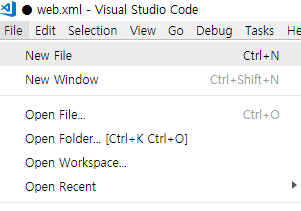 ● web.xml - Visual Studio Code
File Edit Selection View Go Debug Tasks He
New File Ctrl+N
New Window Ctrl+Shift+N
Open File... Ctrl+O
Open Folder... [Ctrl+K Ctrl+O]
Open Workspace...
Open Recent